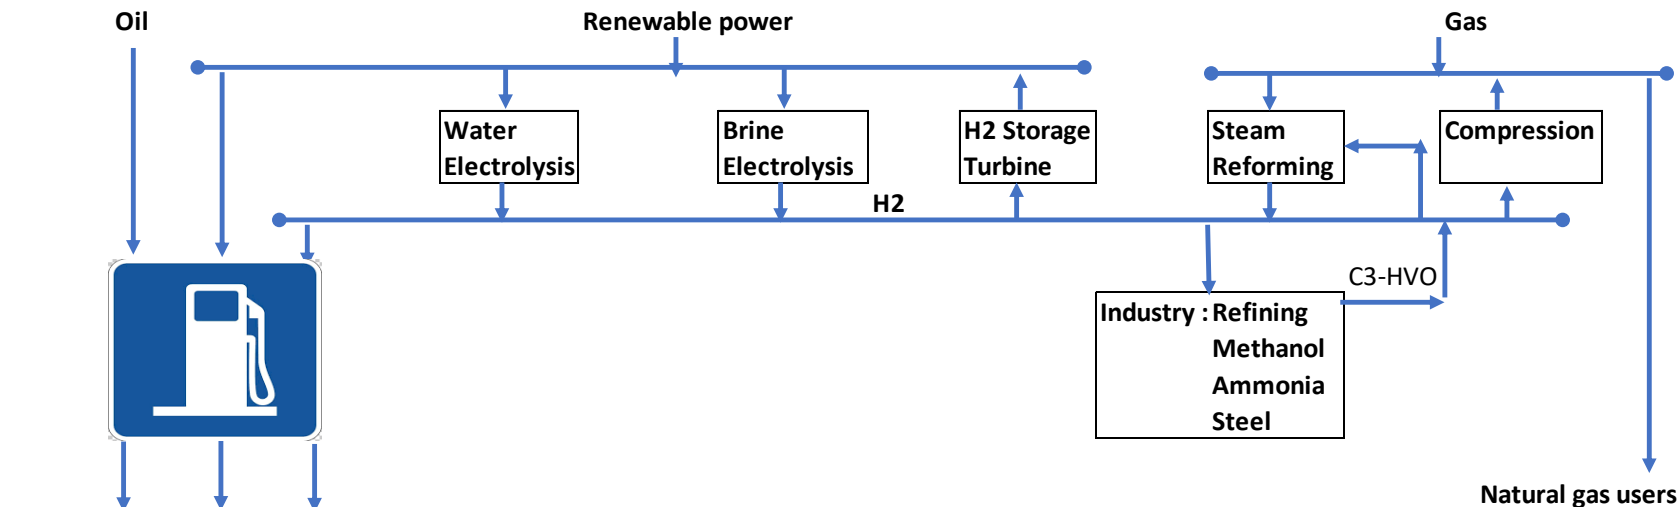 Oil
Renewable power
Gas
Water
Electrolysis
Brine
Electrolysis
H2 Storage
Turbine
Steam
Reforming
Compression
H2
C3-HVO
Industry : Refining
Methanol
Ammonia
Steel
Natural gas users